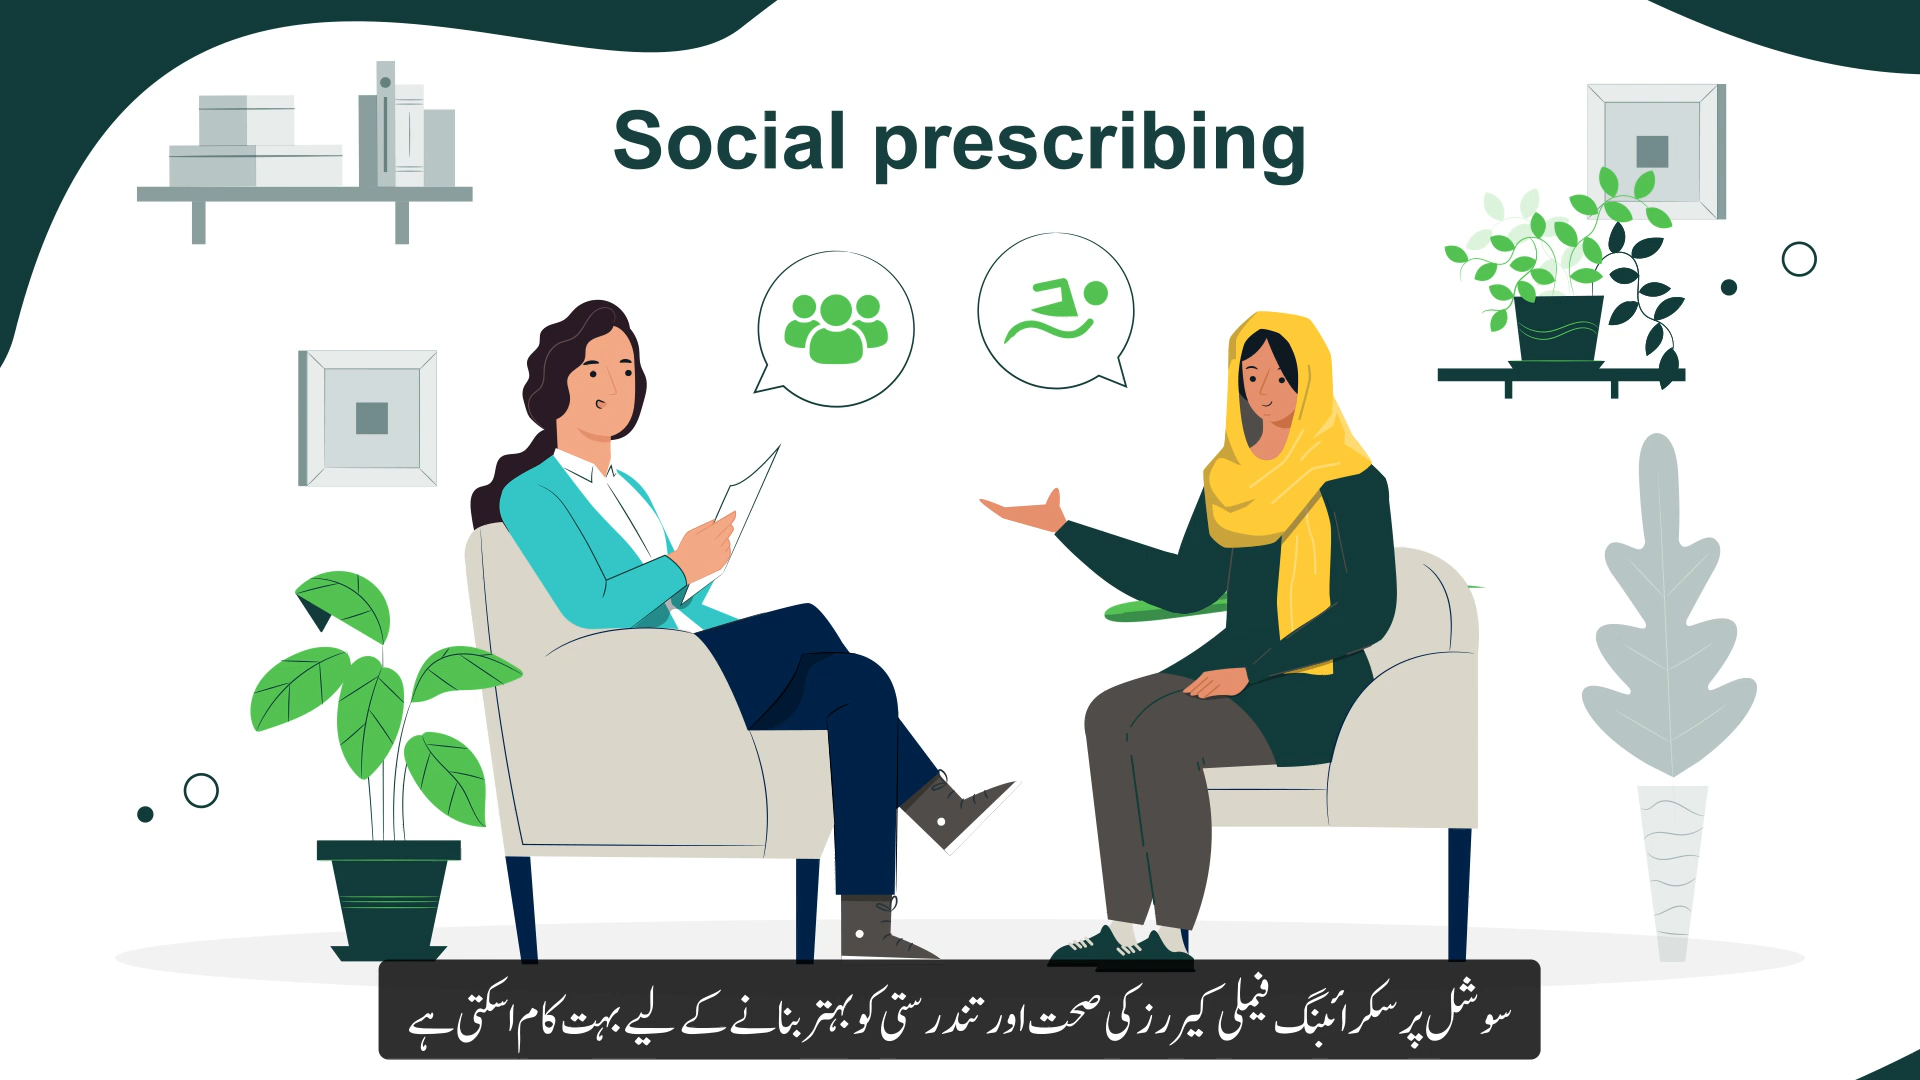 Social prescribing
سوشل پرسکرائبنگ فیملی کیررز کی صحت اور تندرستی کو بہتر بنانے کے لیے بہت کام آسکتی ہے